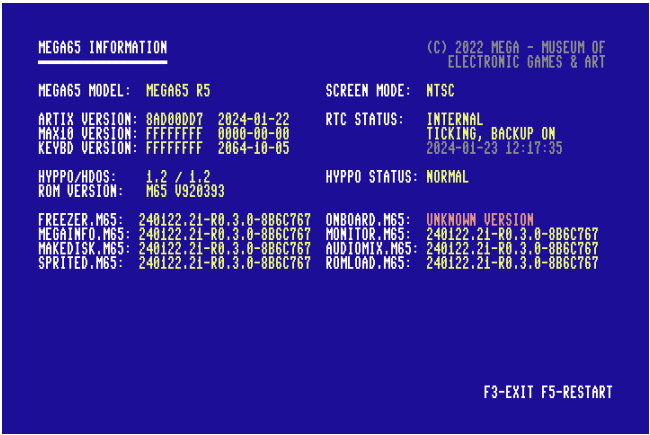 MEGA65 INFORMATION (C) 2022 MEGA - MUSEUM OF
ELECTRONIC GAMES & ART
MEGA65 MODEL: MEGA65 R5 SCREEN MODE: NTSC
ARTIX VERSION: 8AD00DD7 2024-01-22 RTC STATUS: INTERNAL
MAX10 VERSION: FFFFFFFF 0000-00-00 TICKING, BACKUP ON
KEYBD VERSION: FFFFFFFF 2064-10-05 2024-01-23 12:17:35
HYPPO/HDOS: 1.2 / 1.2 HYPPO STATUS: NORMAL
ROM VERSION: M65 V920393
FREEZER.M65: 240122.21-R0.3.0-8B6C767 ONBOARD.M65: UNKNOWN VERSION
MEGAINFO.M65: 240122.21-R0.3.0-8B6C767 MONITOR.M65: 240122.21-R0.3.0-8B6C767
MAKEDISK.M65: 240122.21-R0.3.0-8B6C767 AUDIOMIX.M65: 240122.21-R0.3.0-8B6C767
SPRITED.M65: 240122.21-R0.3.0-8B6C767 ROMLOAD.M65: 240122.21-R0.3.0-8B6C767
F3-EXIT F5-RESTART